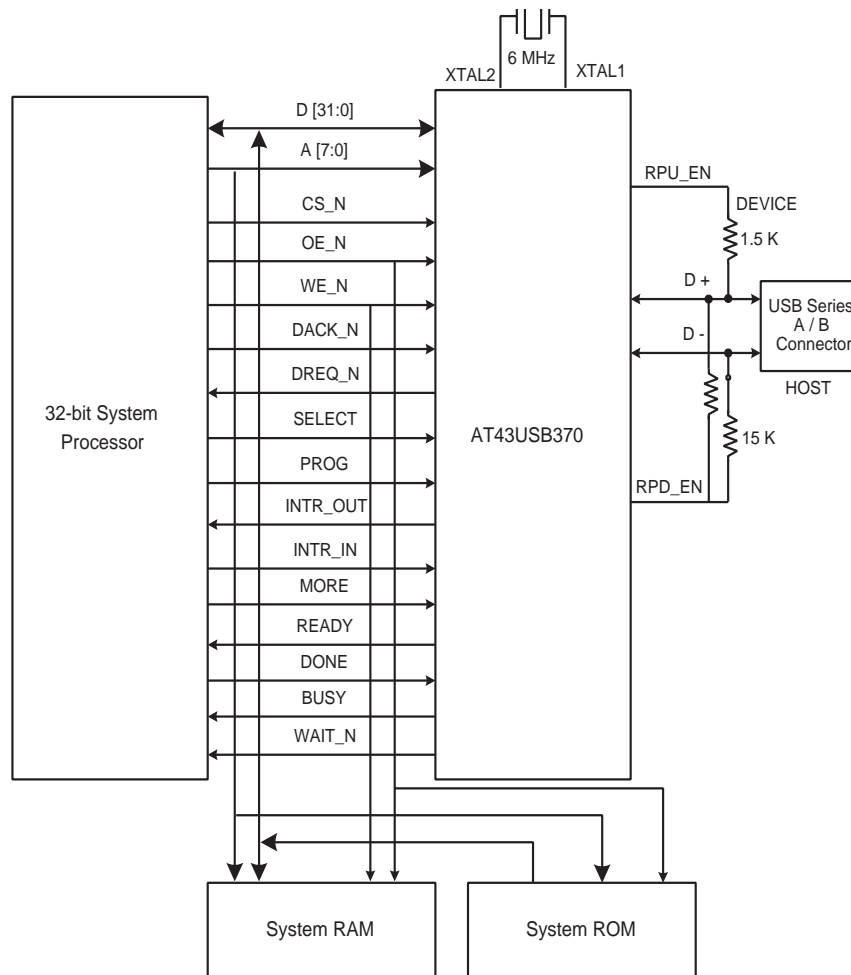 6 MHz
XTAL2
XTAL1
D [31:0]
A [7:0]
RPU_EN
CS_N
DEVICE
OE_N
1.5 K
WE_N
D +
USB Series
A / B
Connector
DACK_N
D -
DREQ_N
HOST
32-bit System
Processor
SELECT
AT43USB370
15 K
PROG
RPD_EN
INTR_OUT
INTR_IN
MORE
READY
DONE
BUSY
WAIT_N
System RAM
System ROM